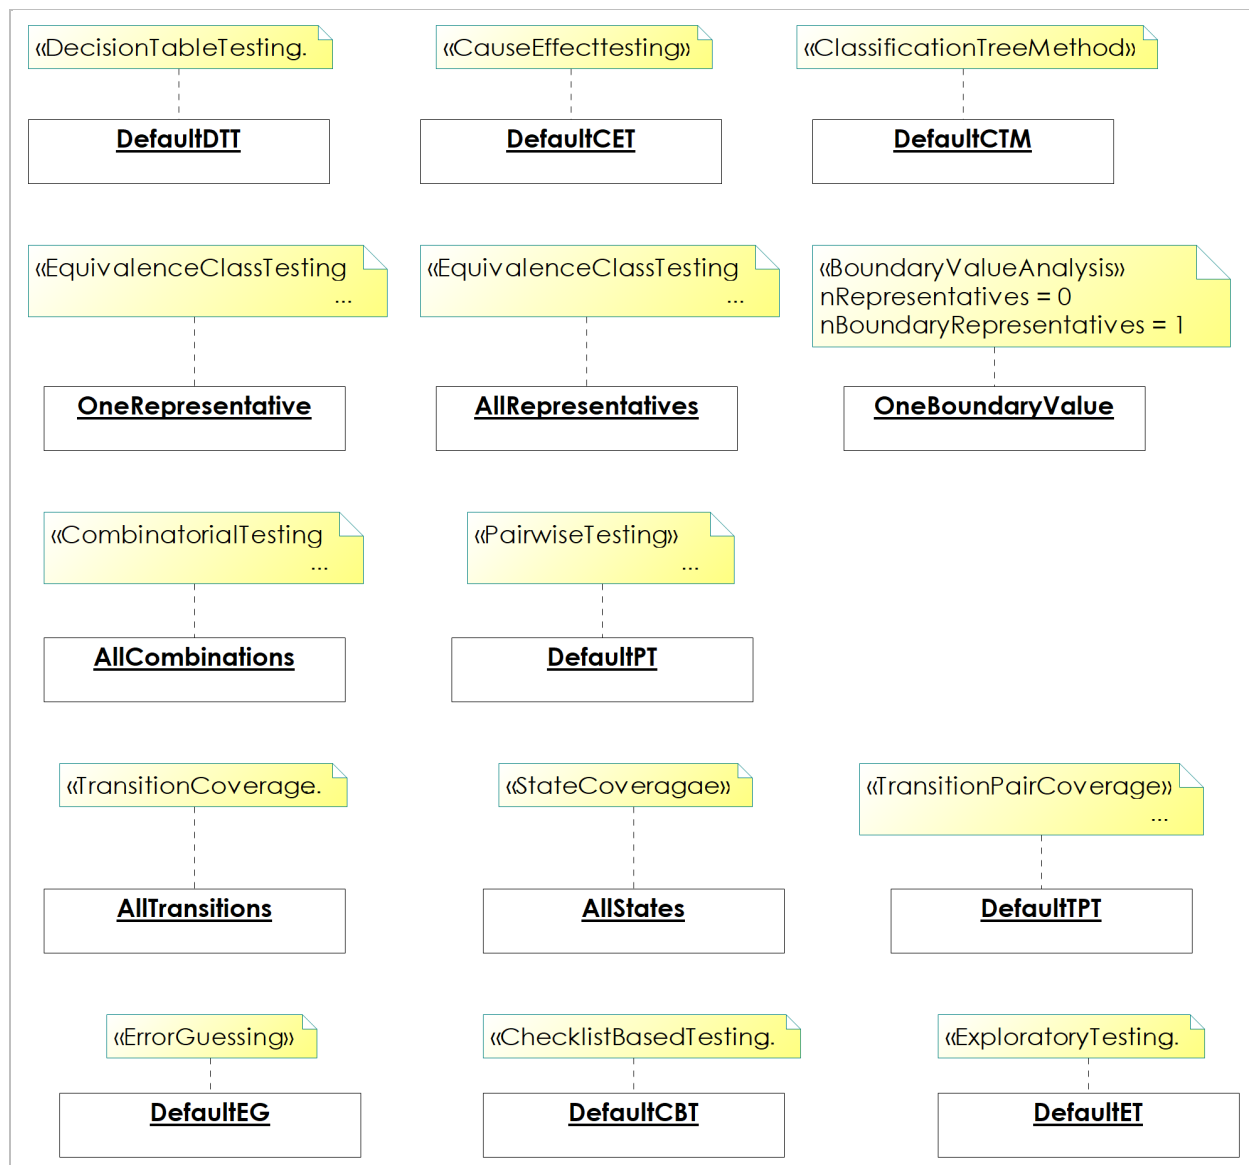 «DecisionTableTesting.
«CauseEffecttesting»
«ClassificationTreeMethod»
DefaultDTT
DefaultCET
DefaultCTM
«EquivalenceClassTesting
...
«EquivalenceClassTesting
...
«BoundaryValueAnalysis»
nRepresentatives = 0
nBoundaryRepresentatives = 1
OneRepresentative
AllRepresentatives
OneBoundaryValue
«CombinatorialTesting
...
«PairwiseTesting»
...
AllCombinations
DefaultPT
«TransitionCoverage.
«StateCoveragae»
«TransitionPairCoverage»
...
AllTransitions
AllStates
DefaultTPT
«ErrorGuessing»
«ChecklistBasedTesting.
«ExploratoryTesting.
DefaultEG
DefaultCBT
DefaultET